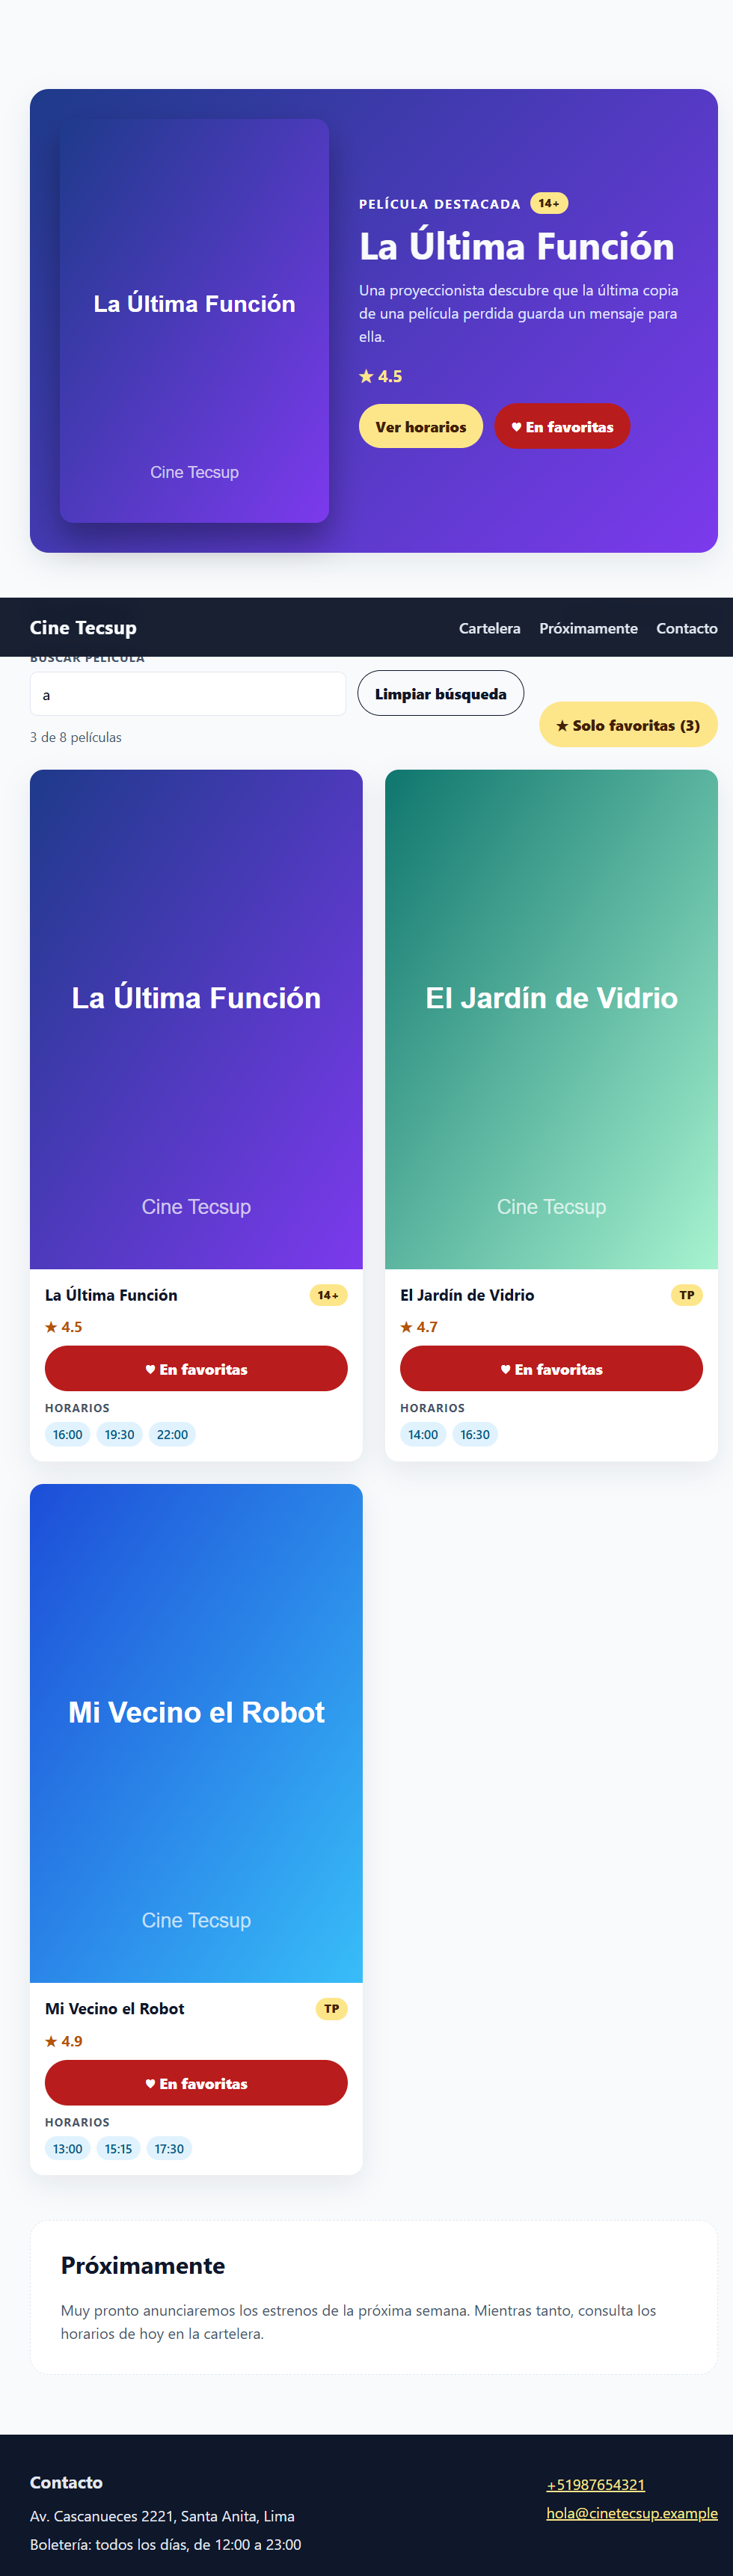 La Última Función
Cine Tecsup
PELÍCULA DESTACADA 14+
La Última Función
Una proyeccionista descubre que la última copia
de una película perdida guarda un mensaje para
ella.
★ 4.5
Ver horarios
♥ En favoritas
Cine Tecsup
Cartelera Próximamente Contacto
BUSCAR PELÍCULA
a
Limpiar búsqueda
3 de 8 películas
★ Solo favoritas (3)
La Última Función
Cine Tecsup
La Última Función 14+
★ 4.5
♥ En favoritas
HORARIOS
16:00 19:30 22:00
El Jardín de Vidrio
Cine Tecsup
El Jardín de Vidrio TP
★ 4.7
♥ En favoritas
HORARIOS
14:00 16:30
Mi Vecino el Robot
Cine Tecsup
Mi Vecino el Robot TP
★ 4.9
♥ En favoritas
HORARIOS
13:00 15:15 17:30
Próximamente
Muy pronto anunciaremos los estrenos de la próxima semana. Mientras tanto, consulta los
horarios de hoy en la cartelera.
Contacto
Av. Cascanueces 2221, Santa Anita, Lima
Boletería: todos los días, de 12:00 a 23:00
+51987654321
hola@cinetecsup.example